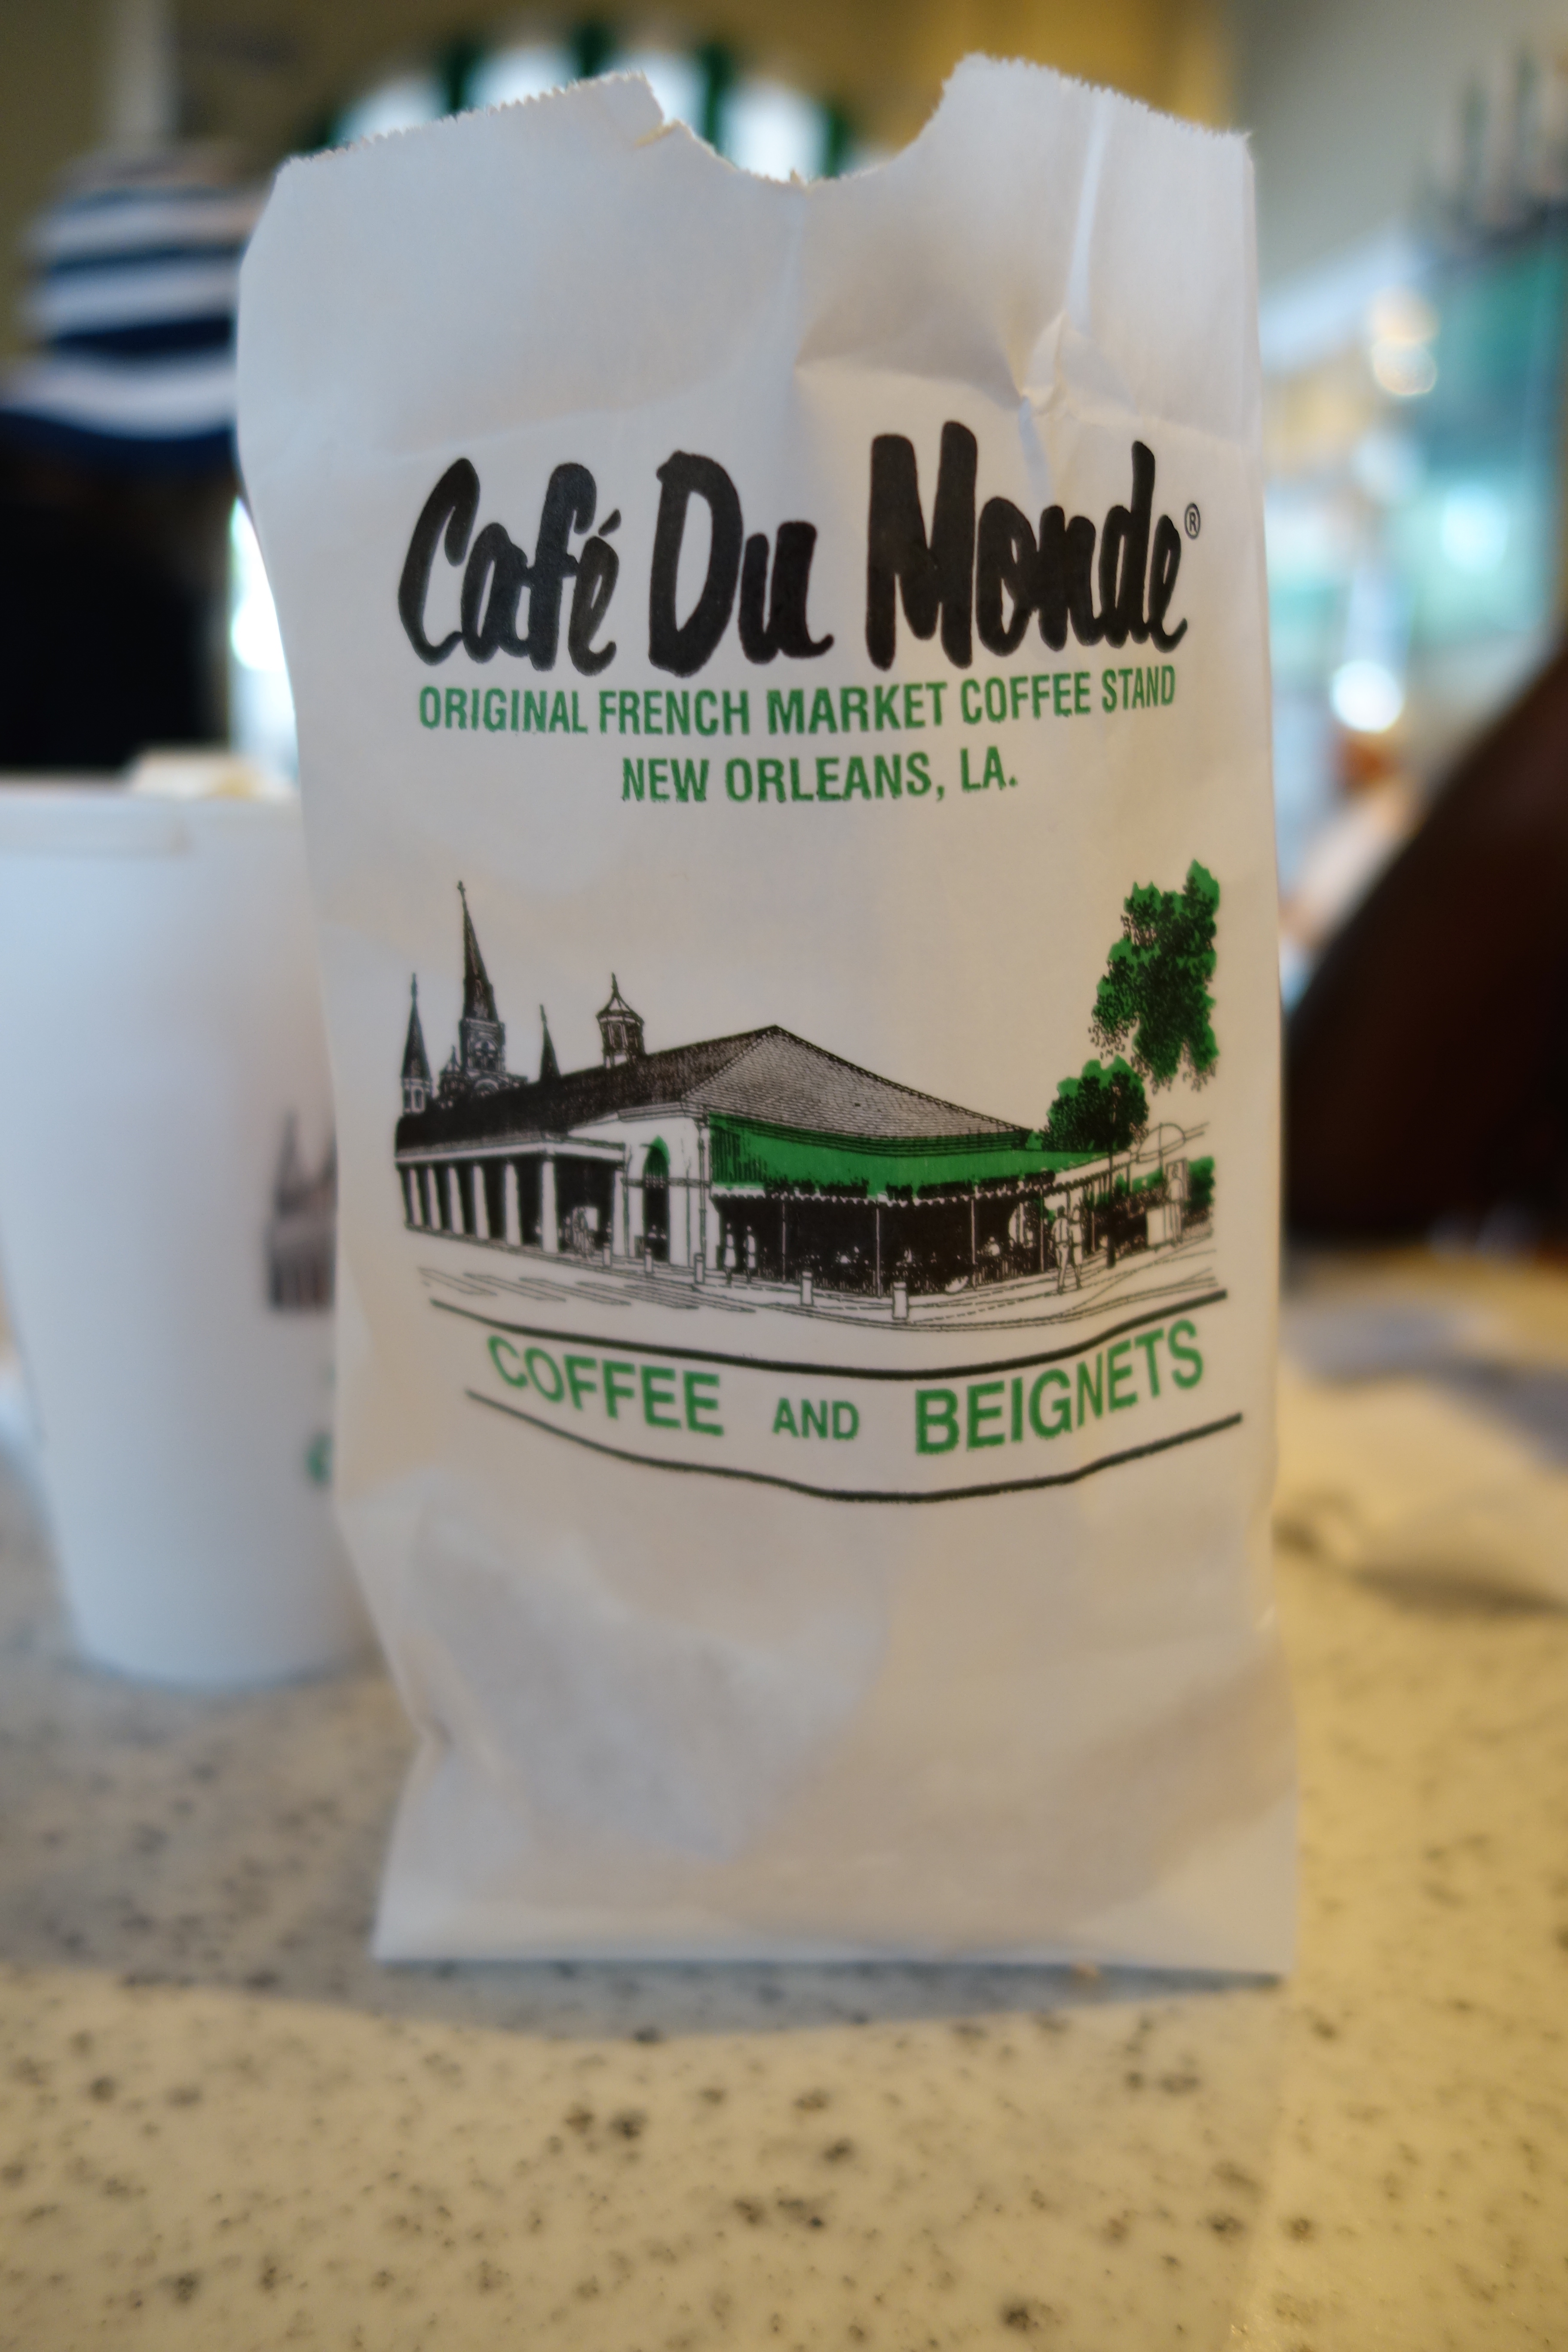 Café Du Monde®
ORIGINAL FRENCH MARKET COFFEE STAND
NEW ORLEANS, LA.
COFFEE AND BEIGNETS